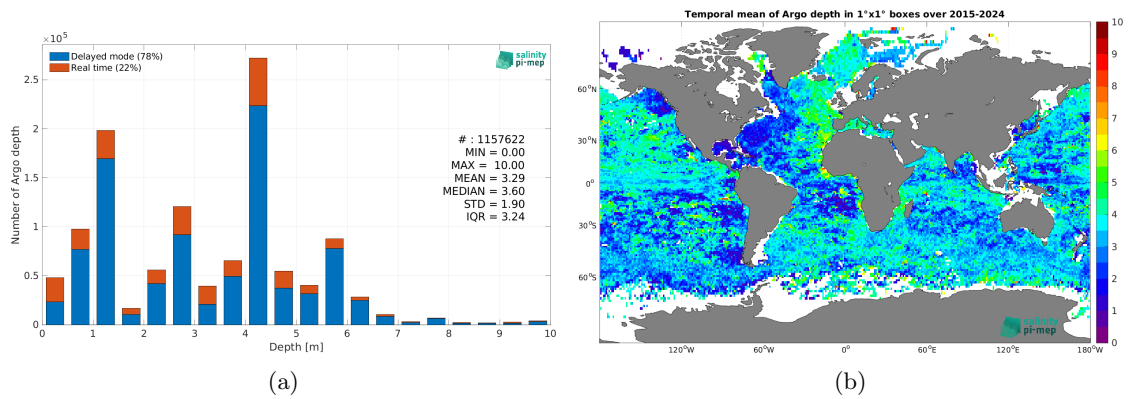 ×10⁵
Delayed mode (78%)
Real time (22%)
salinity
pi-mep
# : 1157622
MIN = 0.00
MAX = 10.00
MEAN = 3.29
MEDIAN = 3.60
STD = 1.90
IQR = 3.24
Number of Argo depth
2.5
2
1.5
1
0.5
0
0 1 2 3 4 5 6 7 8 9 10
Depth [m]
(a)
Temporal mean of Argo depth in 1°x1° boxes over 2015-2024
60°N
30°N
0°
30°S
60°S
120°W 60°W 0° 60°E 120°E 180°W
salinity
pi-mep
10
9
8
7
6
5
4
3
2
1
0
(b)